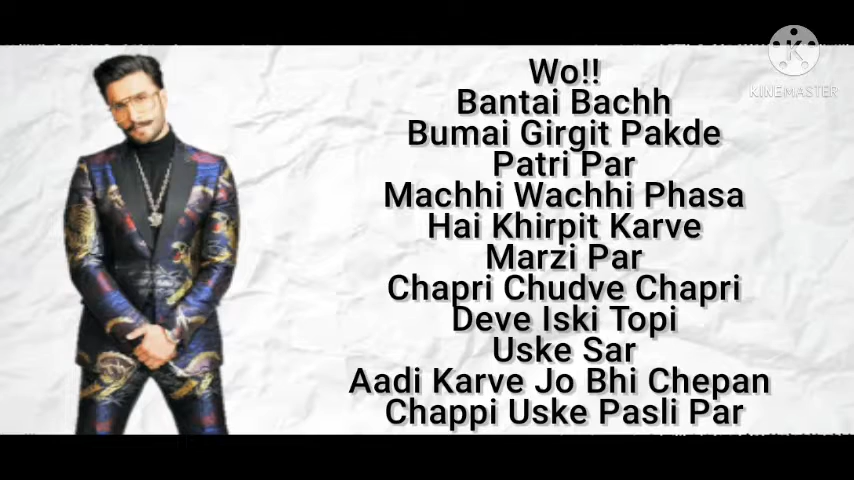 Wo!!
Bantai Bachh
Bumai Girgit Pakde
Patri Par
Machhi Wachhi Phasa
Hai Khirpit Karve
Marzi Par
Chapri Chudve Chapri
Deve Iski Topi
Uske Sar
Aadi Karve Jo Bhi Chepan
Chappi Uske Pasli Par
K
KINEMASTER